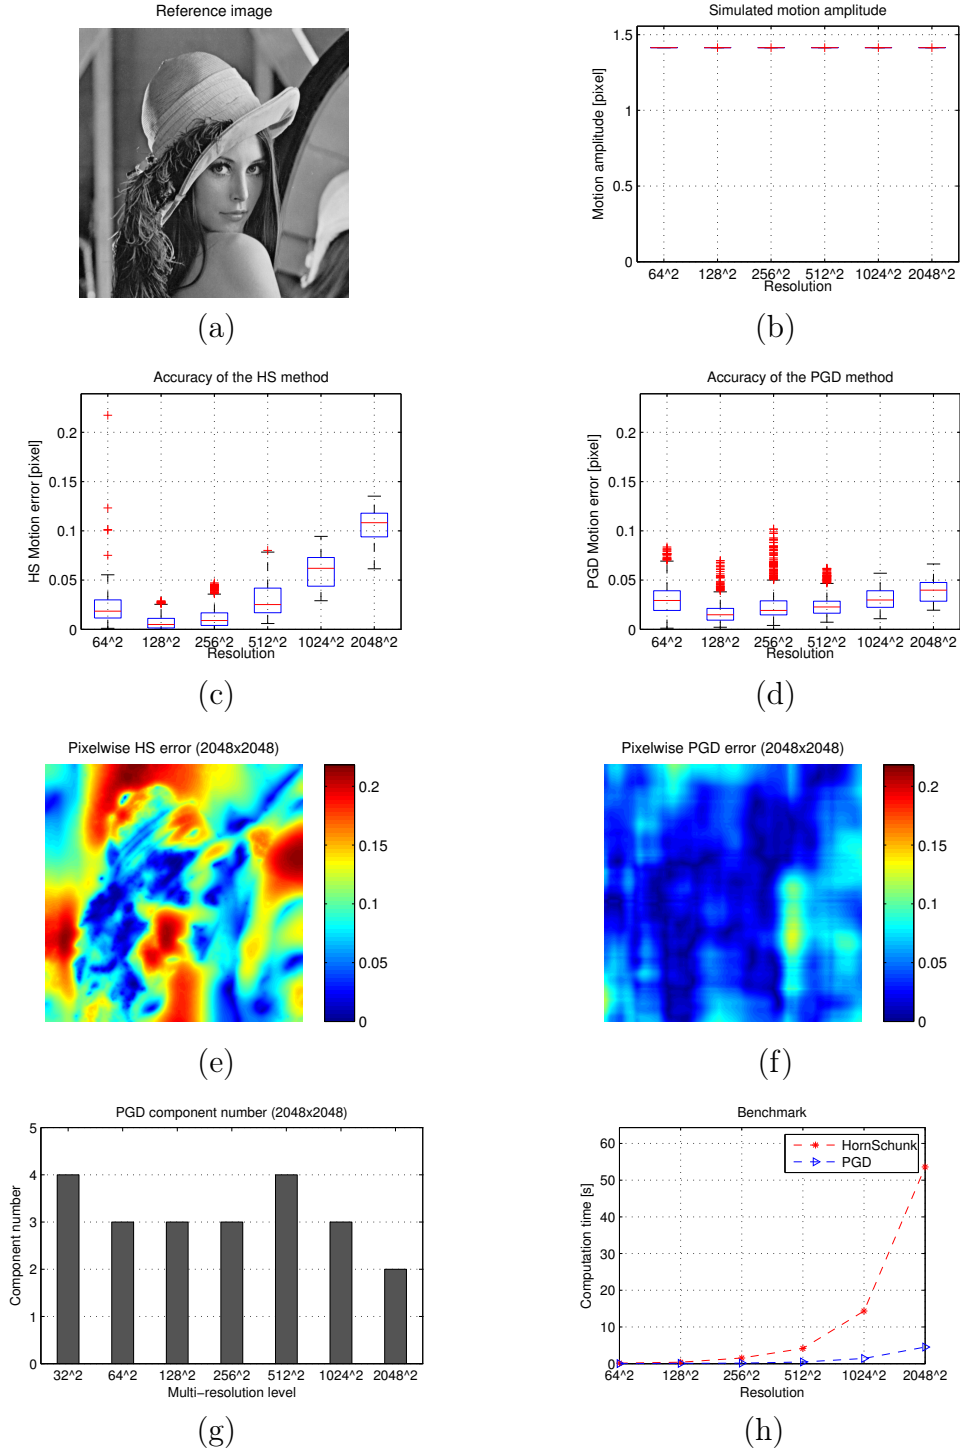 Reference image
(a)
Simulated motion amplitude
Motion amplitude [pixel]
1.5
1
0.5
0
64^2 128^2 256^2 512^2 1024^2 2048^2
Resolution
(b)
Accuracy of the HS method
HS Motion error [pixel]
0.2
0.15
0.1
0.05
0
64^2 128^2 256^2 512^2 1024^2 2048^2
Resolution
(c)
Accuracy of the PGD method
PGD Motion error [pixel]
0.2
0.15
0.1
0.05
0
64^2 128^2 256^2 512^2 1024^2 2048^2
Resolution
(d)
Pixelwise HS error (2048x2048)
0.2
0.15
0.1
0.05
0
(e)
Pixelwise PGD error (2048x2048)
0.2
0.15
0.1
0.05
0
(f)
PGD component number (2048x2048)
Component number
5
4
3
2
1
0
32^2 64^2 128^2 256^2 512^2 1024^2 2048^2
Multi−resolution level
(g)
Benchmark
HornSchunk
PGD
Computation time [s]
60
50
40
30
20
10
0
64^2 128^2 256^2 512^2 1024^2 2048^2
Resolution
(h)